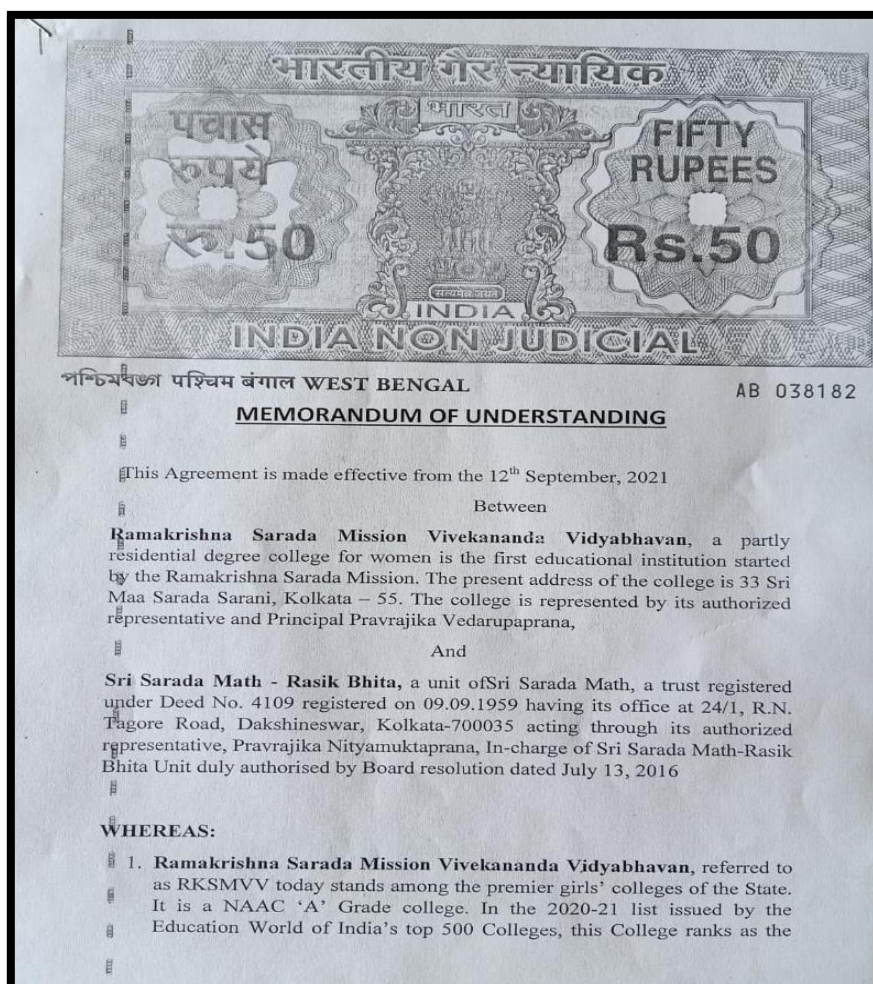 भारतीय गैर न्यायिक
भारत
पचास
रुपये
रु.50
FIFTY
RUPEES
Rs.50
सत्यमेव जयते
INDIA
INDIA NON JUDICIAL
পশ্চিমবঙ্গ पश्चिम बंगाल WEST BENGAL
AB 038182
MEMORANDUM OF UNDERSTANDING
This Agreement is made effective from the 12th September, 2021
Between
Ramakrishna Sarada Mission Vivekananda Vidyabhavan, a partly
residential degree college for women is the first educational institution started
by the Ramakrishna Sarada Mission. The present address of the college is 33 Sri
Maa Sarada Sarani, Kolkata – 55. The college is represented by its authorized
representative and Principal Pravrajika Vedarupaprana,
And
Sri Sarada Math - Rasik Bhita, a unit ofSri Sarada Math, a trust registered
under Deed No. 4109 registered on 09.09.1959 having its office at 24/1, R.N.
Tagore Road, Dakshineswar, Kolkata-700035 acting through its authorized
representative, Pravrajika Nityamuktaprana, In-charge of Sri Sarada Math-Rasik
Bhita Unit duly authorised by Board resolution dated July 13, 2016
WHEREAS:
1. Ramakrishna Sarada Mission Vivekananda Vidyabhavan, referred to
as RKSMVV today stands among the premier girls' colleges of the State.
It is a NAAC 'A' Grade college. In the 2020-21 list issued by the
Education World of India's top 500 Colleges, this College ranks as the